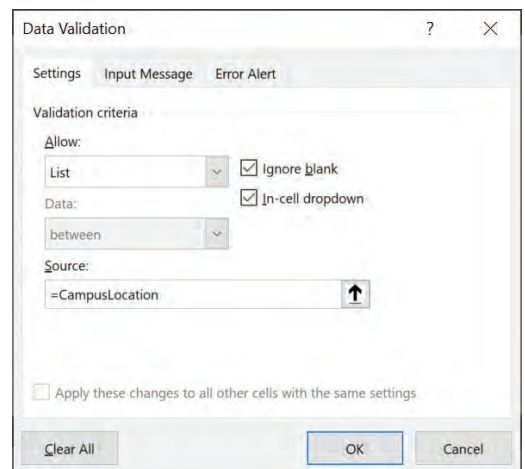 Data Validation ?
Settings Input Message Error Alert
Validation criteria
Allow:
List Ignore blank
Data: In-cell dropdown
between
Source:
=CampusLocation
Apply these changes to all other cells with the same settings
Clear All OK Cancel